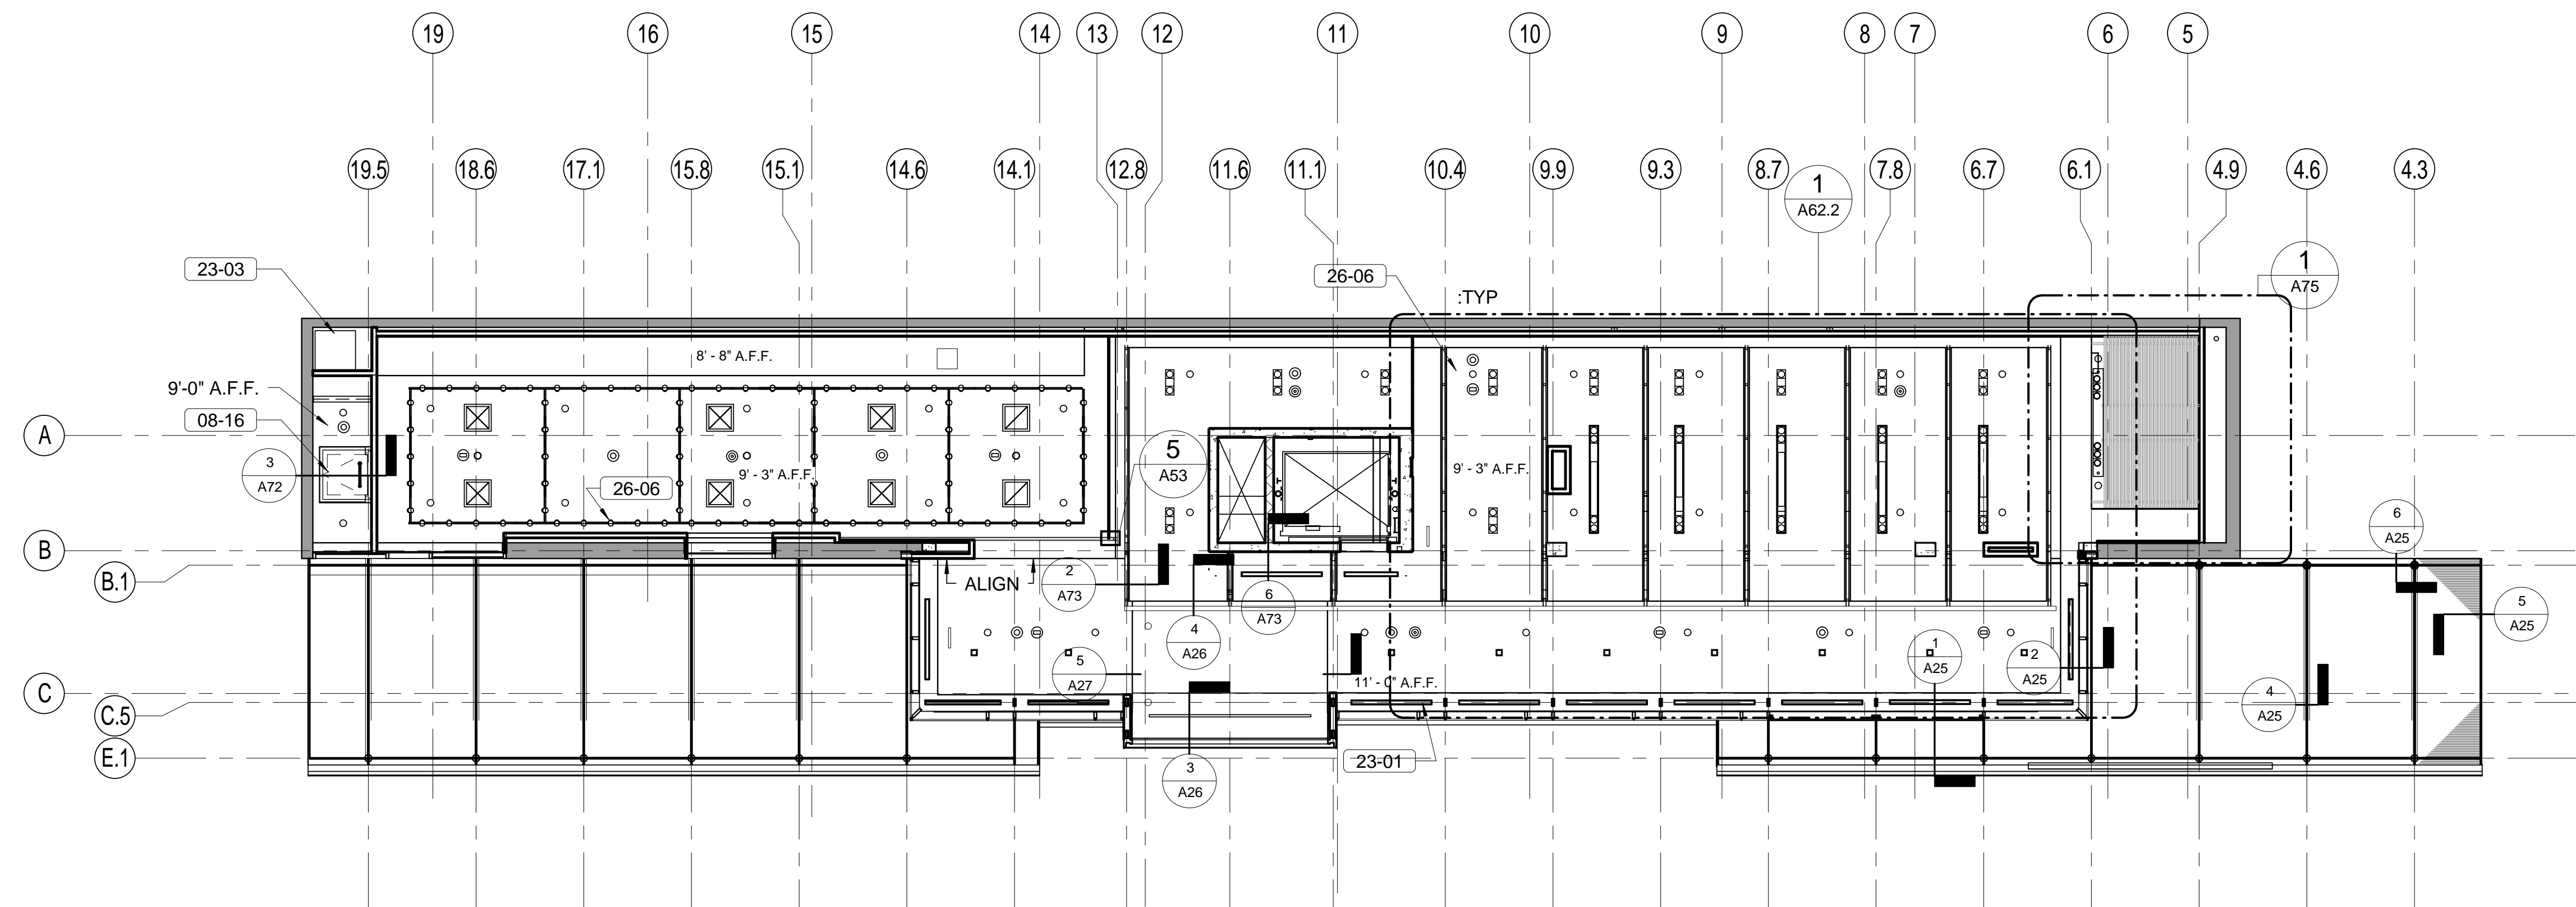 19
16
15
14
13
12
11
10
9
8
7
6
5
19.5
18.6
17.1
15.8
15.1
14.6
14.1
12.8
11.6
11.1
10.4
9.9
9.3
8.7
7.8
6.7
6.1
4.9
4.6
4.3
1
A62.2
23-03
26-06
1
A75
:TYP
8' - 8" A.F.F.
9'-0" A.F.F.
08-16
A
3
A72
9' - 3" A.F.F.
26-06
5
A53
9' - 3" A.F.F.
6
A25
B
B.1
ALIGN
2
A73
6
A73
4
A26
5
A25
5
A27
1
A25
2
A25
11' - 0" A.F.F.
C
C.5
4
A25
E.1
3
A26
23-01